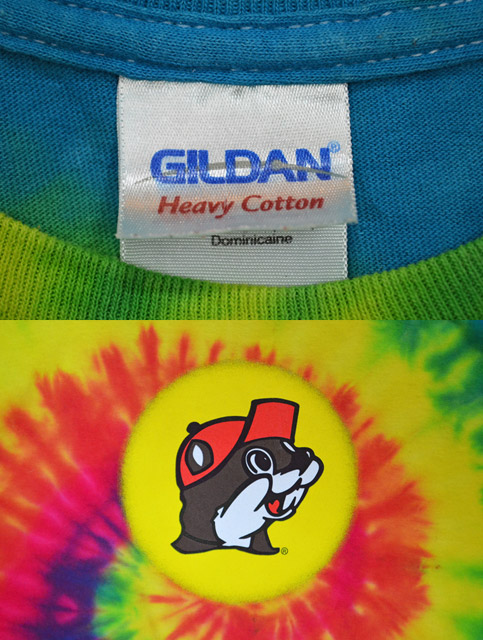 GILDAN®
Heavy Cotton
Dominicaine
®